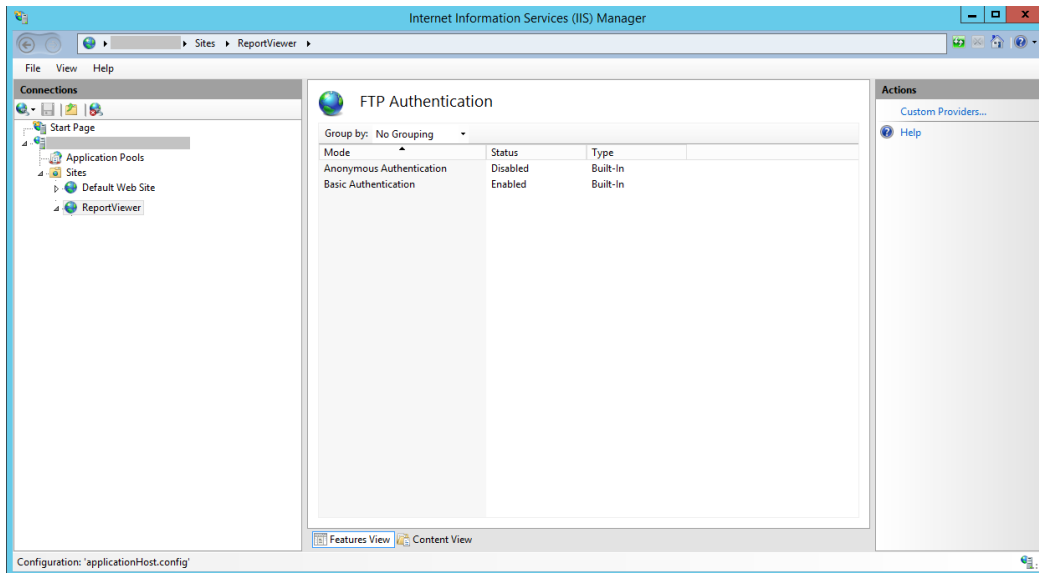 Internet Information Services (IIS) Manager
Sites ReportViewer
File View Help
Connections
Start Page
Application Pools
Sites
Default Web Site
ReportViewer
FTP Authentication
Group by: No Grouping
Mode Status Type
Anonymous Authentication Disabled Built-In
Basic Authentication Enabled Built-In
Features View Content View
Actions
Custom Providers...
Help
Configuration: 'applicationHost.config'